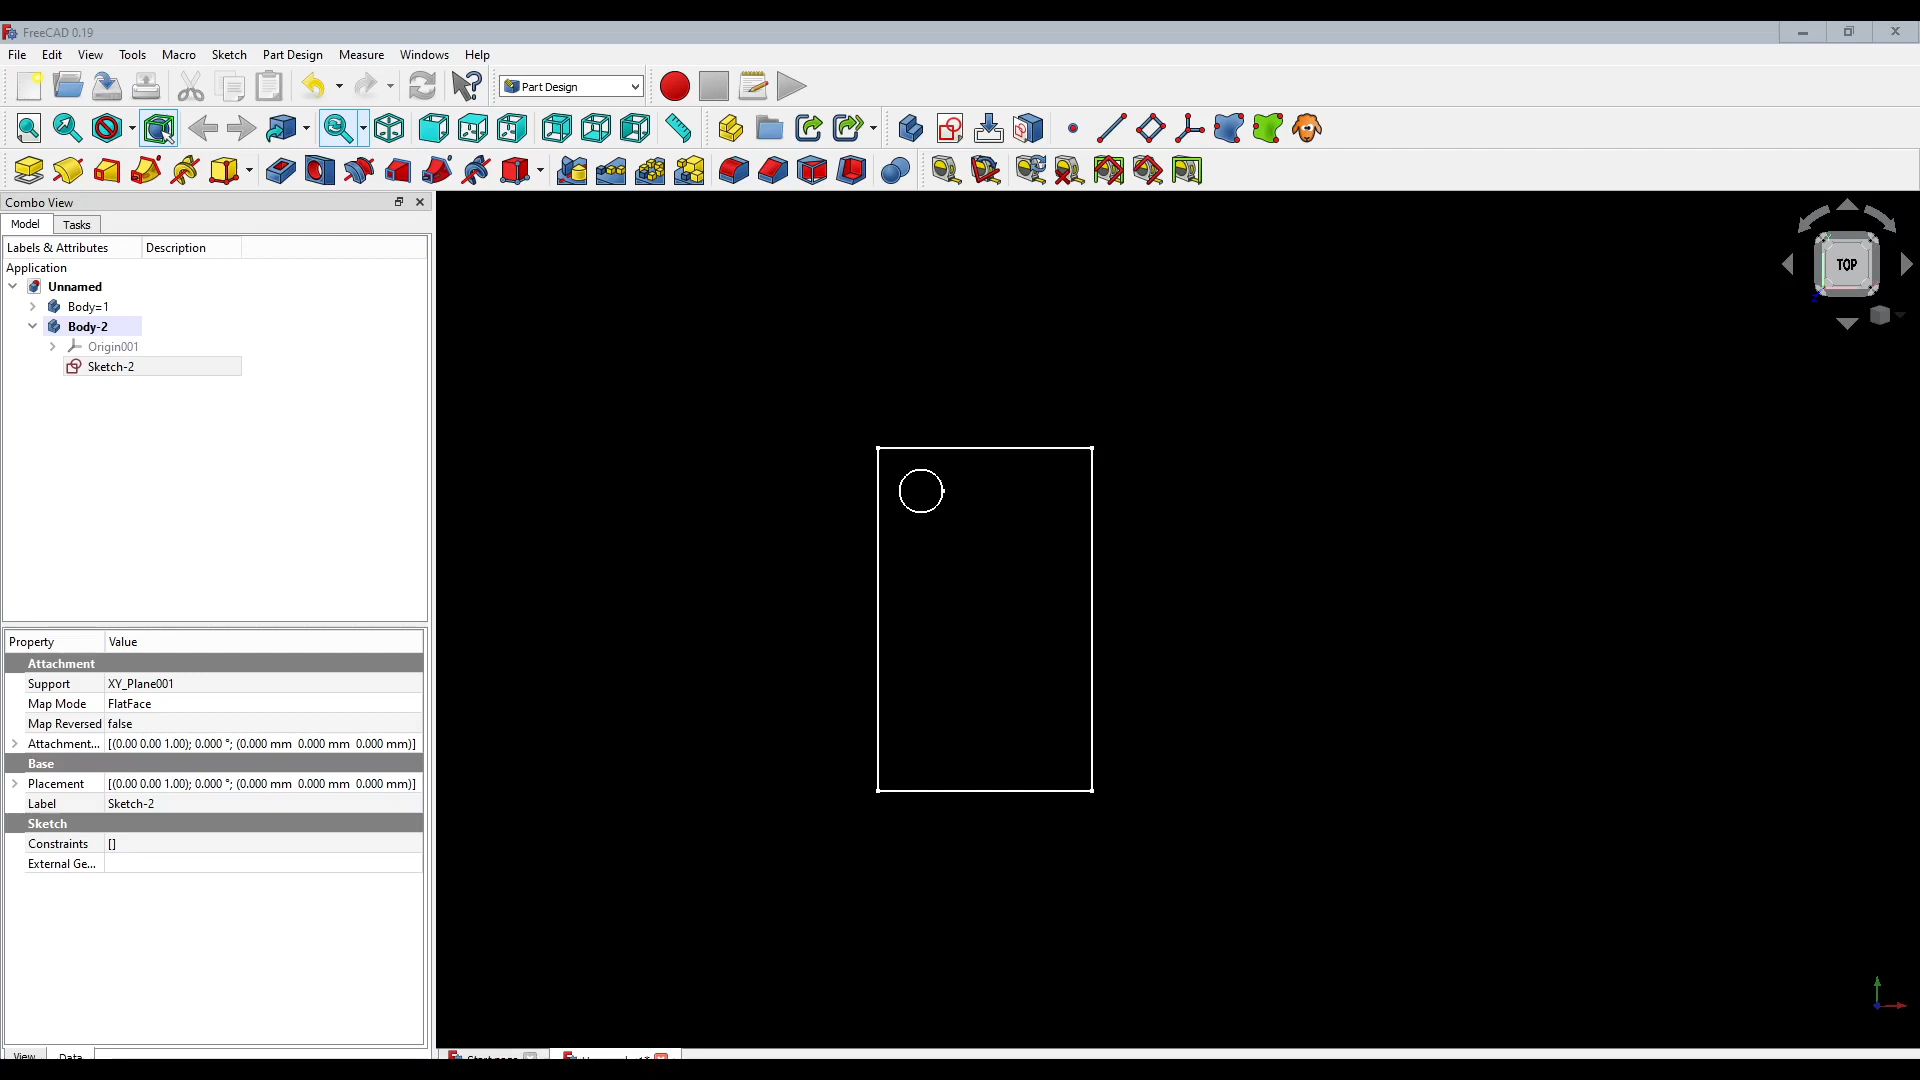 FreeCAD 0.19
File Edit View Tools Macro Sketch Part Design Measure Windows Help
Part Design
Combo View
Model Tasks
Labels & Attributes Description
Application
Unnamed
Body=1
Body-2
Origin001
Sketch-2
TOP
Property Value
Attachment
Support XY_Plane001
Map Mode FlatFace
Map Reversed false
Attachment... [(0.00 0.00 1.00); 0.000 °; (0.000 mm 0.000 mm 0.000 mm)]
Base
Placement [(0.00 0.00 1.00); 0.000 °; (0.000 mm 0.000 mm 0.000 mm)]
Label Sketch-2
Sketch
Constraints []
External Ge...
View Data
Start page